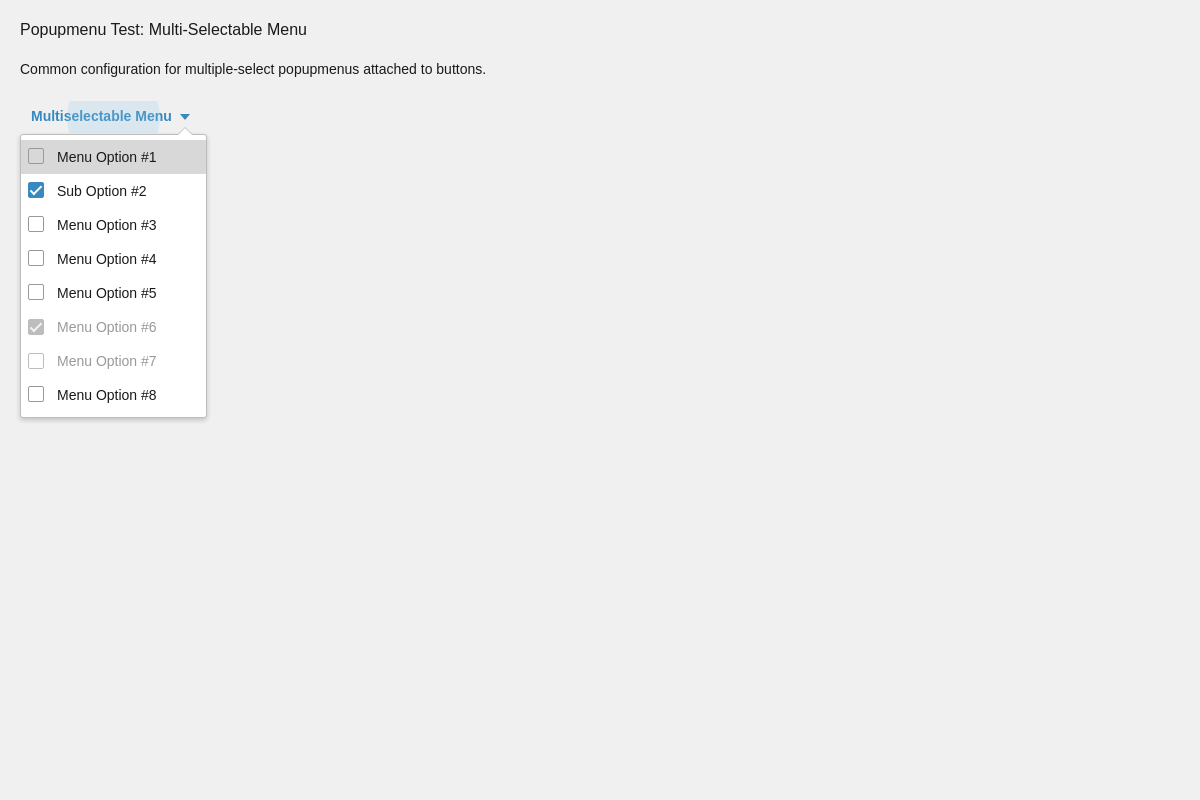 Popupmenu Test: Multi-Selectable Menu
Common configuration for multiple-select popupmenus attached to buttons.
Multiselectable Menu
Menu Option #1
Sub Option #2
Menu Option #3
Menu Option #4
Menu Option #5
Menu Option #6
Menu Option #7
Menu Option #8